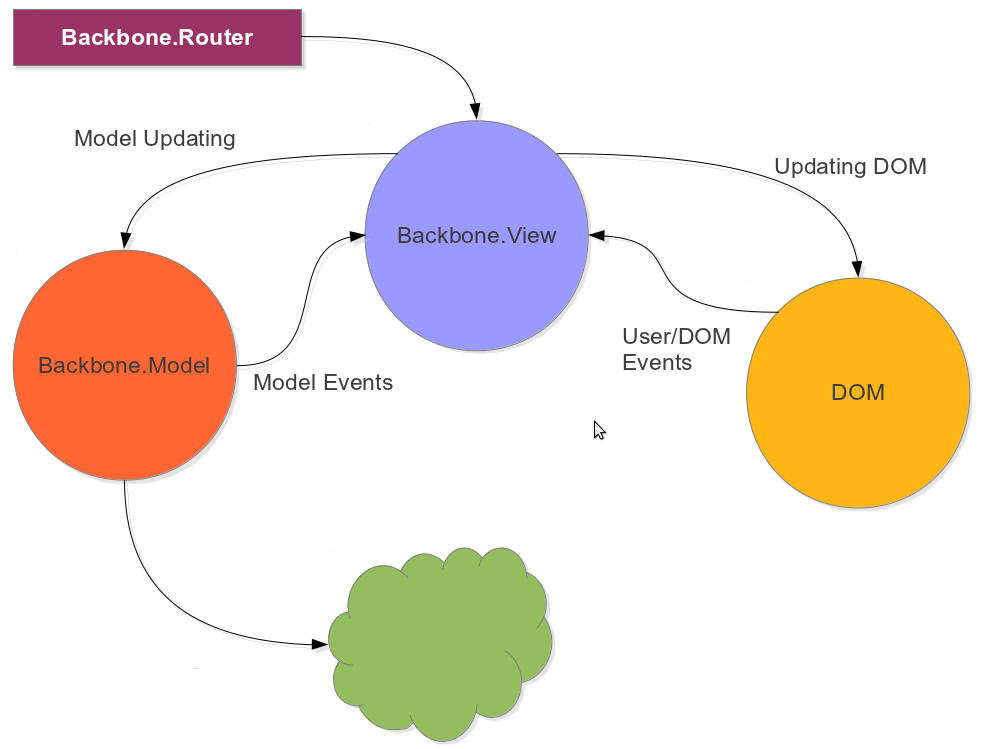 Backbone.Router
Model Updating
Updating DOM
Backbone.View
User/DOM
Events
Backbone.Model
Model Events
DOM